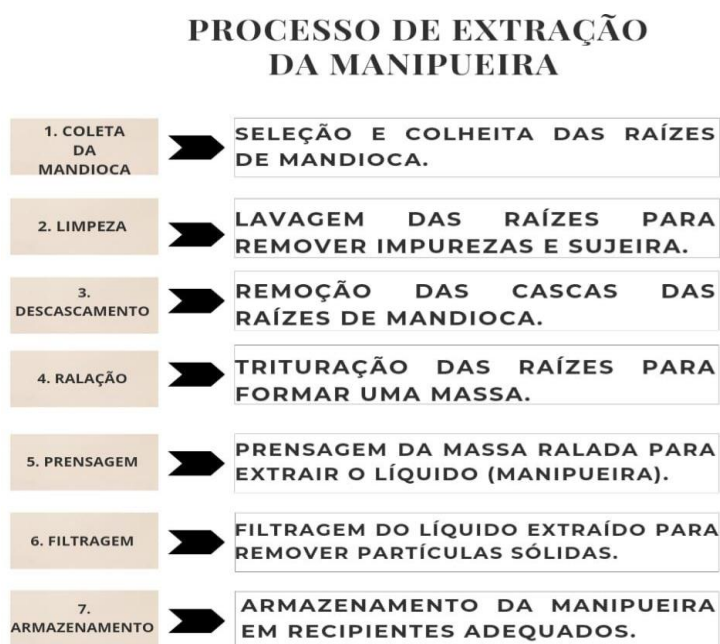 PROCESSO DE EXTRAÇÃO
DA MANIPUEIRA
1. COLETA
DA
MANDIOCA
SELEÇÃO E COLHEITA DAS RAÍZES
DE MANDIOCA.
2. LIMPEZA
LAVAGEM DAS RAÍZES PARA
REMOVER IMPUREZAS E SUJEIRA.
3.
DESCASCAMENTO
REMOÇÃO DAS CASCAS DAS
RAÍZES DE MANDIOCA.
4. RALAÇÃO
TRITURAÇÃO DAS RAÍZES PARA
FORMAR UMA MASSA.
5. PRENSAGEM
PRENSAGEM DA MASSA RALADA PARA
EXTRAIR O LÍQUIDO (MANIPUEIRA).
6. FILTRAGEM
FILTRAGEM DO LÍQUIDO EXTRAÍDO PARA
REMOVER PARTÍCULAS SÓLIDAS.
7.
ARMAZENAMENTO
ARMAZENAMENTO DA MANIPUEIRA
EM RECIPIENTES ADEQUADOS.